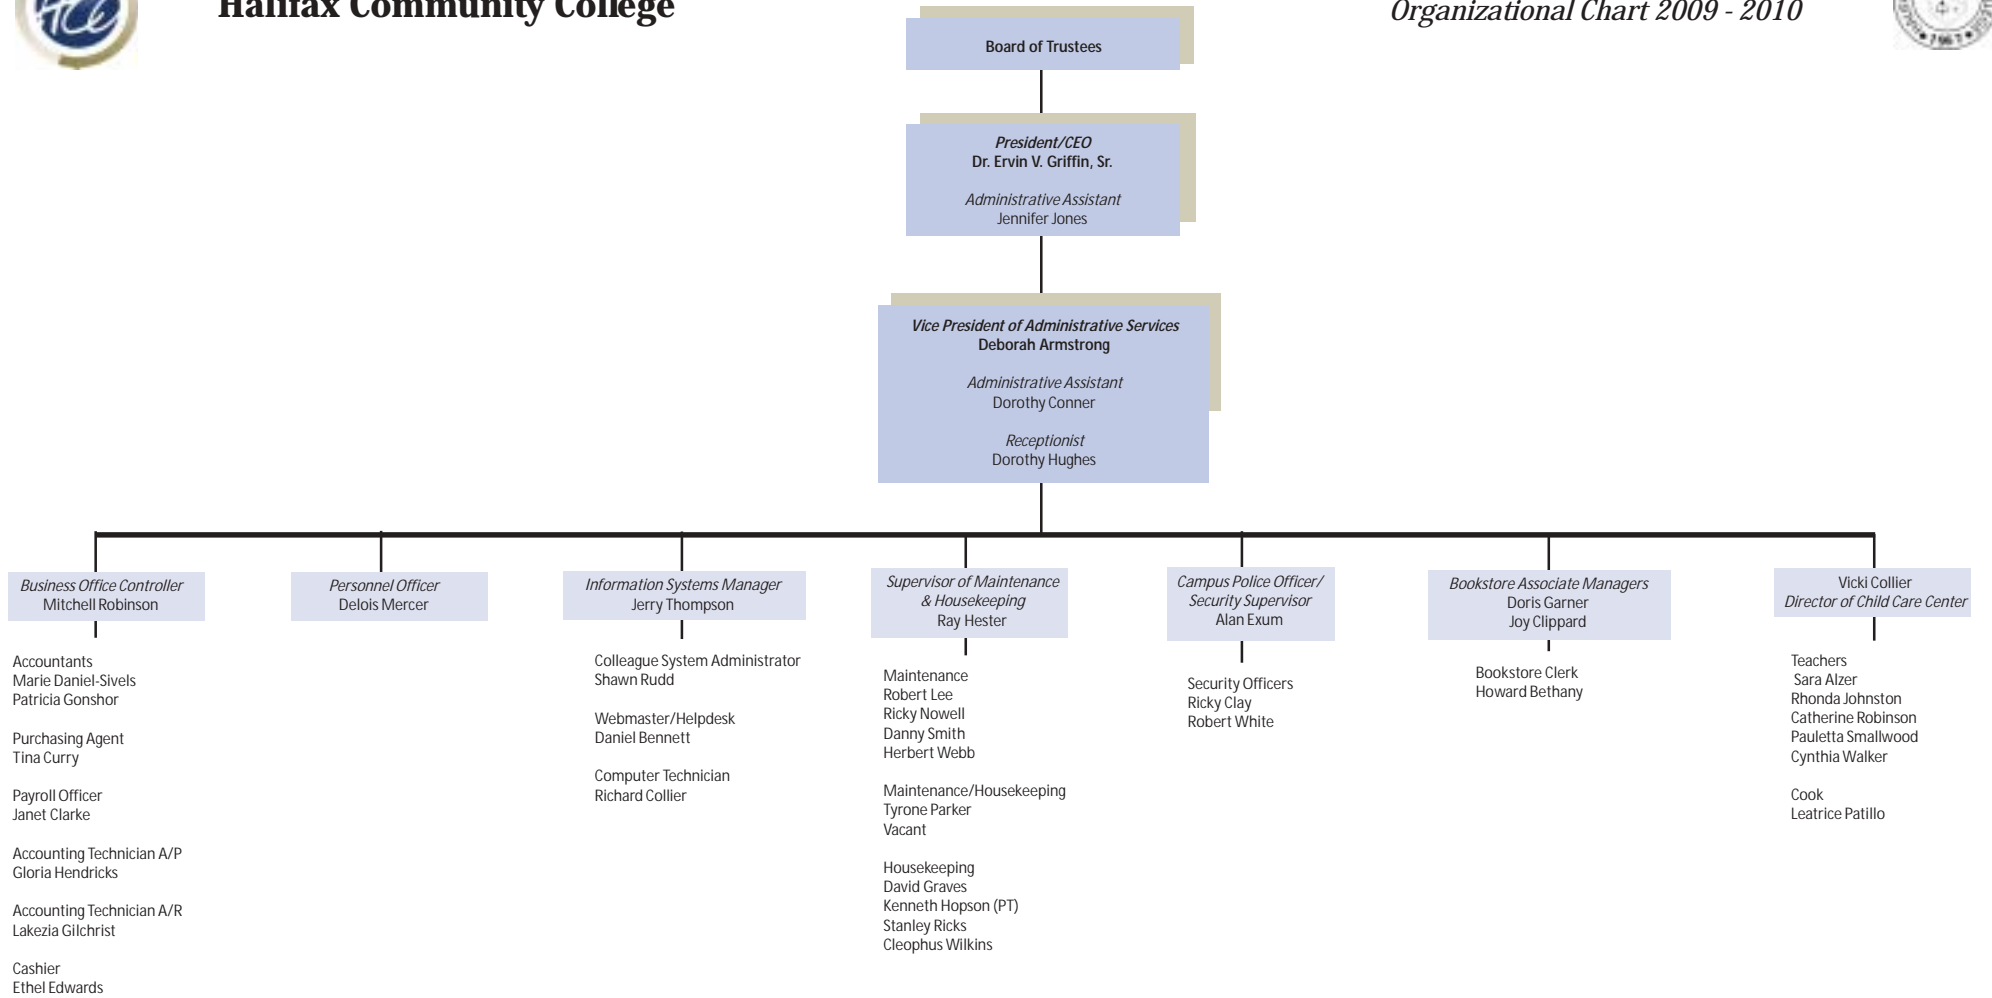 Halifax Community College
Organizational Chart 2009 - 2010
Board of Trustees
President/CEO
Dr. Ervin V. Griffin, Sr.
Administrative Assistant
Jennifer Jones
Vice President of Administrative Services
Deborah Armstrong
Administrative Assistant
Dorothy Conner
Receptionist
Dorothy Hughes
Business Office Controller
Mitchell Robinson
Accountants
Marie Daniel-Sivels
Patricia Gonshor
Purchasing Agent
Tina Curry
Payroll Officer
Janet Clarke
Accounting Technician A/P
Gloria Hendricks
Accounting Technician A/R
Lakezia Gilchrist
Cashier
Ethel Edwards
Personnel Officer
Delois Mercer
Information Systems Manager
Jerry Thompson
Colleague System Administrator
Shawn Rudd
Webmaster/Helpdesk
Daniel Bennett
Computer Technician
Richard Collier
Supervisor of Maintenance
& Housekeeping
Ray Hester
Maintenance
Robert Lee
Ricky Nowell
Danny Smith
Herbert Webb
Maintenance/Housekeeping
Tyrone Parker
Vacant
Housekeeping
David Graves
Kenneth Hopson (PT)
Stanley Ricks
Cleophus Wilkins
Campus Police Officer/
Security Supervisor
Alan Exum
Security Officers
Ricky Clay
Robert White
Bookstore Associate Managers
Doris Garner
Joy Clippard
Bookstore Clerk
Howard Bethany
Vicki Collier
Director of Child Care Center
Teachers
Sara Alzer
Rhonda Johnston
Catherine Robinson
Pauletta Smallwood
Cynthia Walker
Cook
Leatrice Patillo